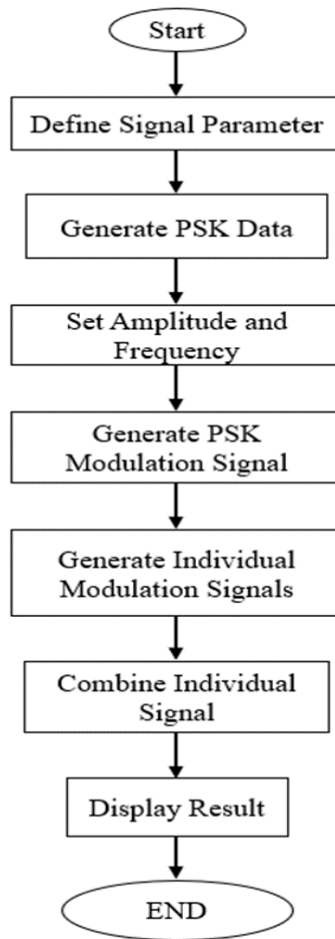 Start
Define Signal Parameter
Generate PSK Data
Set Amplitude and
Frequency
Generate PSK
Modulation Signal
Generate Individual
Modulation Signals
Combine Individual
Signal
Display Result
END